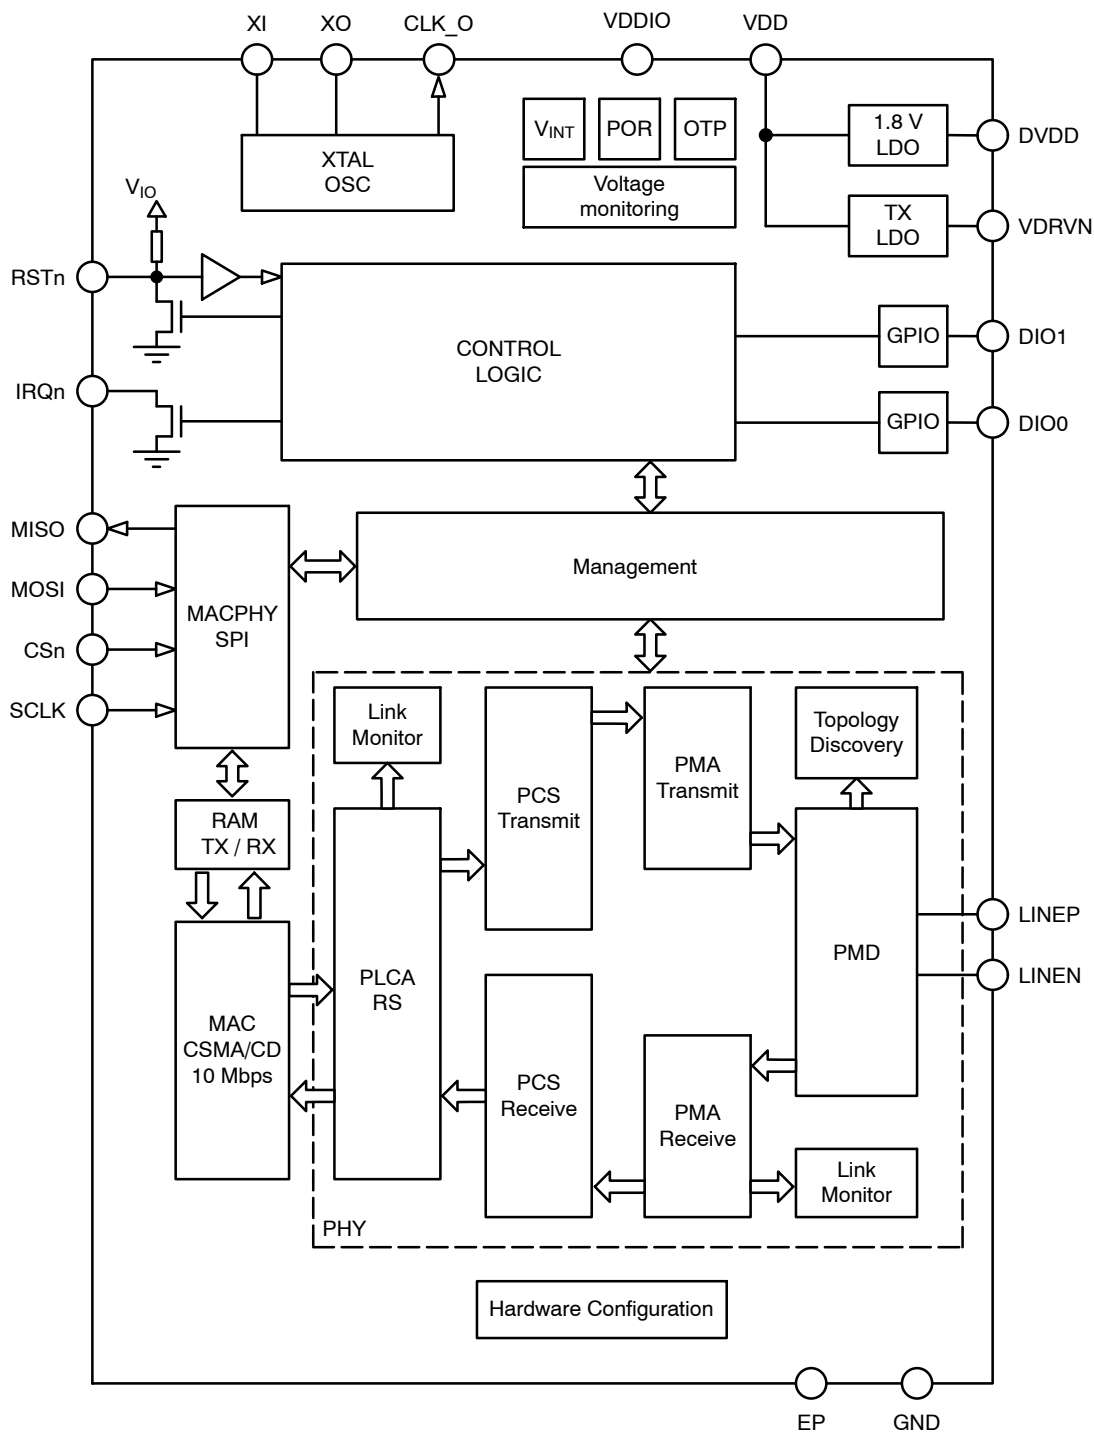 XI
XO
CLK_O
VDDIO
VDD
XTAL
OSC
VINT
POR
OTP
Voltage
monitoring
1.8 V
LDO
DVDD
TX
LDO
VDRVN
VIO
RSTn
CONTROL
LOGIC
GPIO
DIO1
IRQn
GPIO
DIO0
MISO
MOSI
CSn
SCLK
MACPHY
SPI
Management
Link
Monitor
PCS
Transmit
PMA
Transmit
Topology
Discovery
RAM
TX / RX
MAC
CSMA/CD
10 Mbps
PLCA
RS
PMD
LINEP
LINEN
PCS
Receive
PMA
Receive
Link
Monitor
PHY
Hardware Configuration
EP
GND